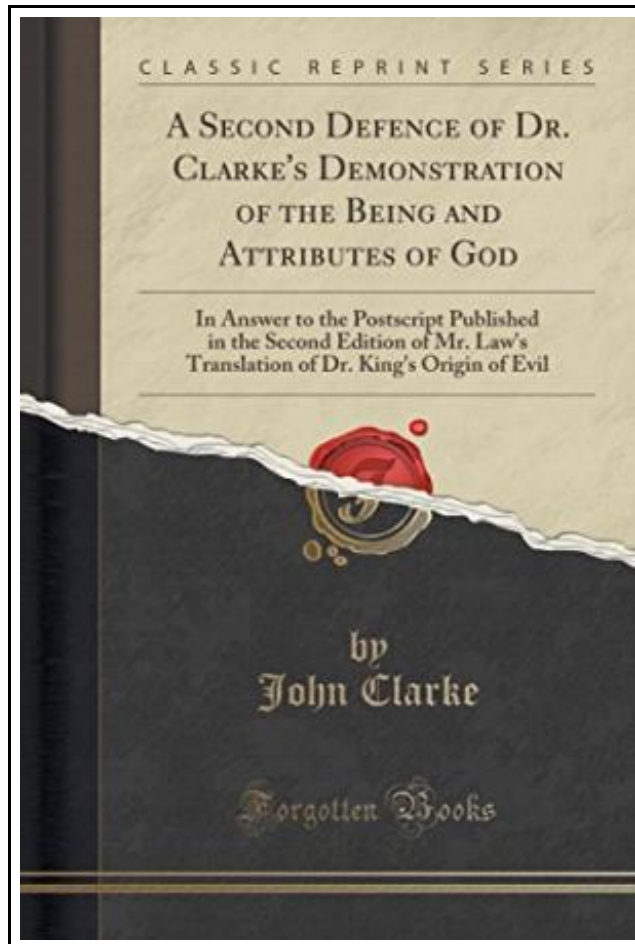 CLASSIC REPRINT SERIES
A SECOND DEFENCE OF DR.
CLARKE'S DEMONSTRATION
OF THE BEING AND
ATTRIBUTES OF GOD
In Answer to the Postscript Published
in the Second Edition of Mr. Law's
Translation of Dr. King's Origin of Evil
by
John Clarke
Forgotten Books